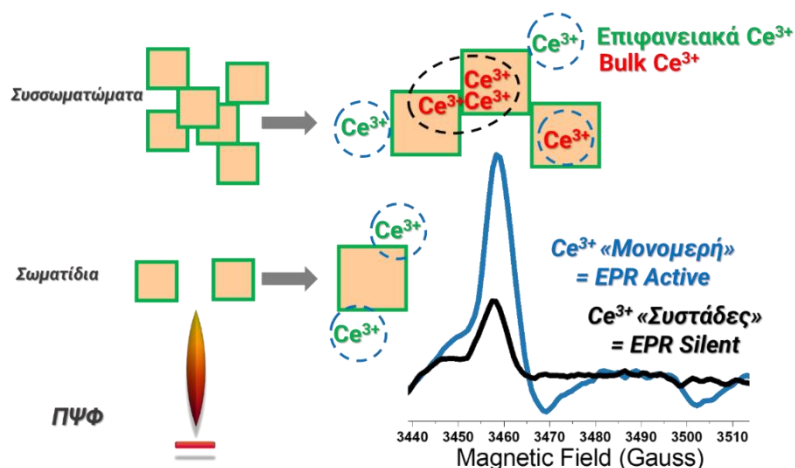 Ce³⁺
Επιφανειακά Ce³⁺
Bulk Ce³⁺
Συσσωματώματα
Ce³⁺
Ce³⁺
Ce³⁺
Ce³⁺
Ce³⁺
Ce³⁺
Σωματίδια
Ce³⁺
Ce³⁺ «Μονομερή»
= EPR Active
Ce³⁺ «Συστάδες»
= EPR Silent
ΠΨΦ
3440 3450 3460 3470 3480 3490 3500 3510
Magnetic Field (Gauss)